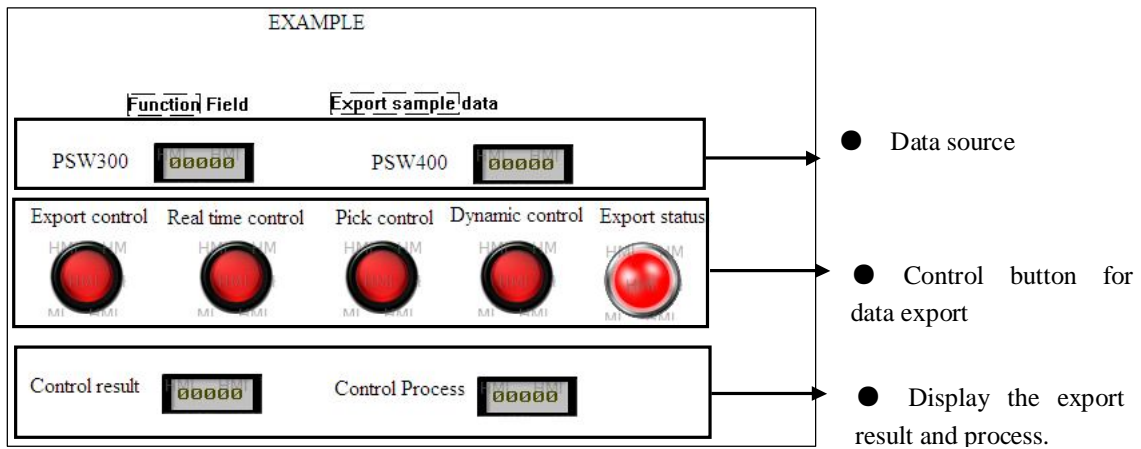 EXAMPLE
Function Field Export sample data
PSW300 00000 PSW400 00000
● Data source
Export control Real time control Pick control Dynamic control Export status
● Control button for
data export
Control result 00000 Control Process 00000
● Display the export
result and process.